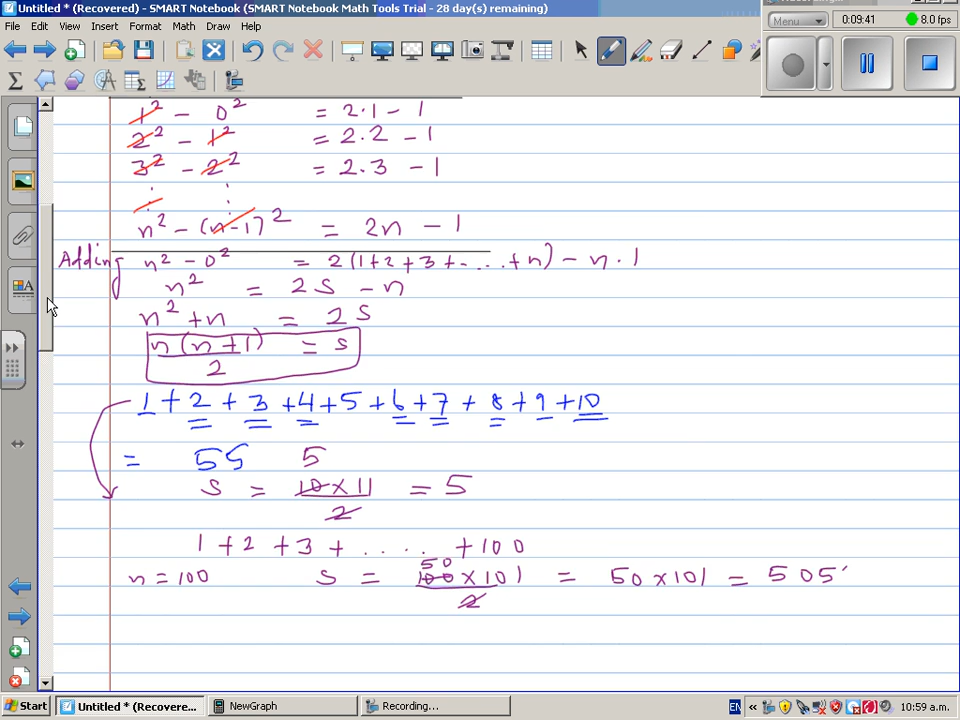 Untitled * (Recovered) - SMART Notebook (SMART Notebook Math Tools Trial - 28 day(s) remaining)
File Edit View Insert Format Math Draw Help
Menu
0:09:41
8.0 fps
1² - 0² = 2·1 - 1
2² - 1² = 2·2 - 1
3² - 2² = 2·3 - 1
⋮ ⋮
n² - (n-1)² = 2n - 1
Adding n² - 0² = 2(1+2+3+.....+n) - n·1
n² = 2S - n
n² + n = 2S
n(n+1)/2 = S
1 + 2 + 3 + 4 + 5 + 6 + 7 + 8 + 9 + 10
= 55 5
S = 10 × 11 / 2 = 5
1 + 2 + 3 + ..... + 100
50
n = 100 S = 100 × 101 / 2 = 50 × 101 = 505
Start
Untitled * (Recovere...
NewGraph
Recording...
EN
10:59 a.m.